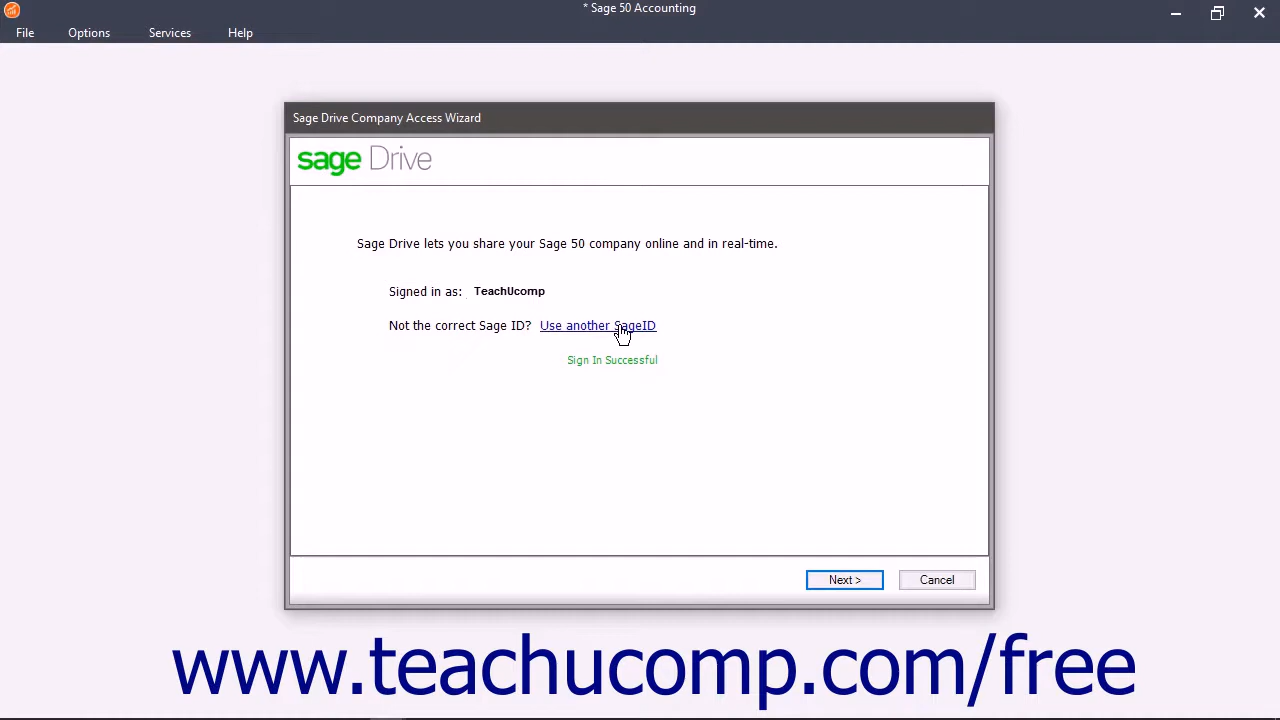 * Sage 50 Accounting
File Options Services Help
Sage Drive Company Access Wizard
sage Drive
Sage Drive lets you share your Sage 50 company online and in real-time.
Signed in as: TeachUcomp
Not the correct Sage ID? Use another SageID
Sign In Successful
Next > Cancel
www.teachucomp.com/free